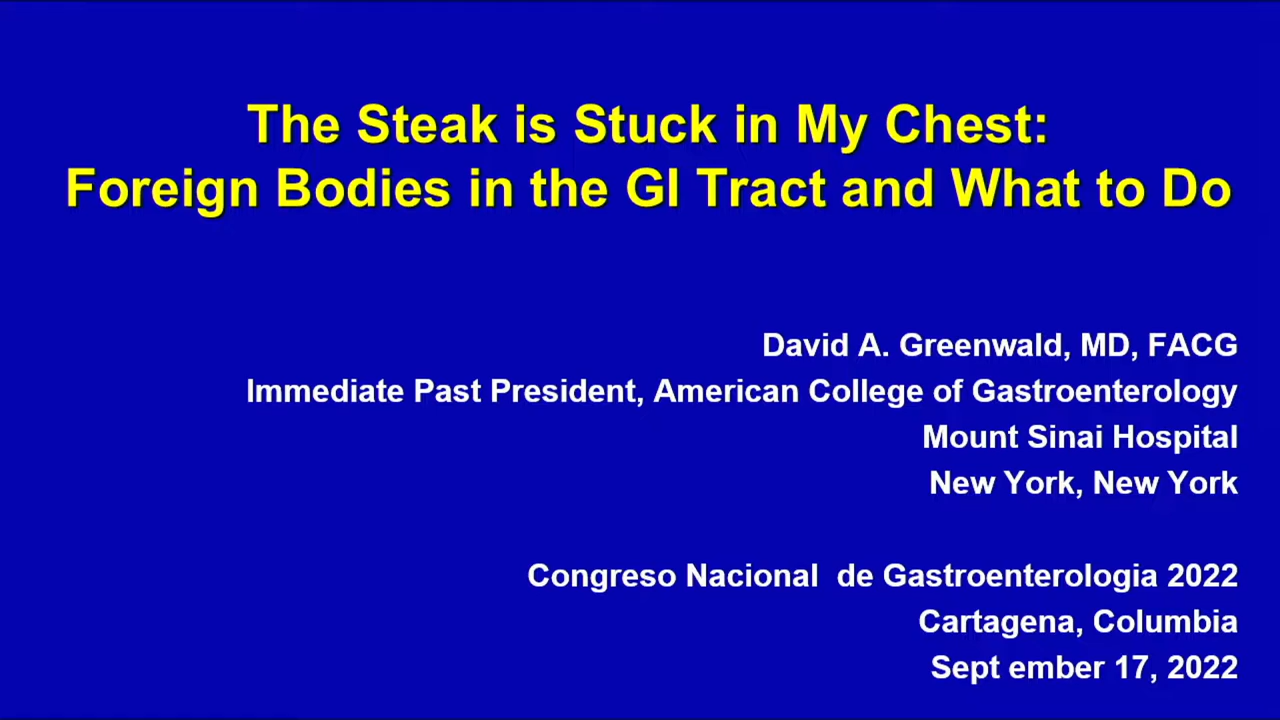 The Steak is Stuck in My Chest:
Foreign Bodies in the GI Tract and What to Do
David A. Greenwald, MD, FACG
Immediate Past President, American College of Gastroenterology
Mount Sinai Hospital
New York, New York
Congreso Nacional  de Gastroenterologia 2022
Cartagena, Columbia
Sept ember 17, 2022